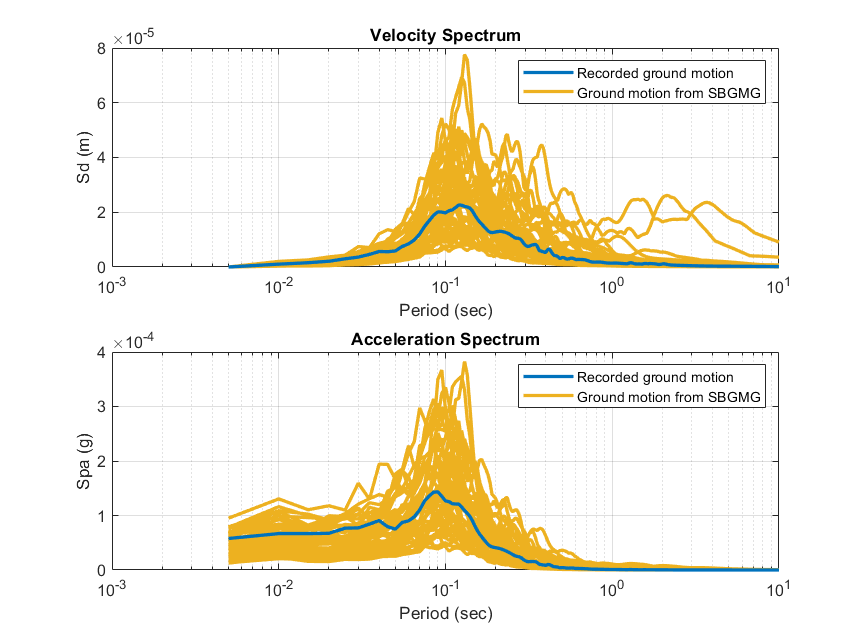 Velocity Spectrum
×10-5
8
6
4
2
0
Sd (m)
Recorded ground motion
Ground motion from SBGMG
10-3 10-2 10-1 100 101
Period (sec)
Acceleration Spectrum
×10-4
4
3
2
1
0
Spa (g)
Recorded ground motion
Ground motion from SBGMG
10-3 10-2 10-1 100 101
Period (sec)